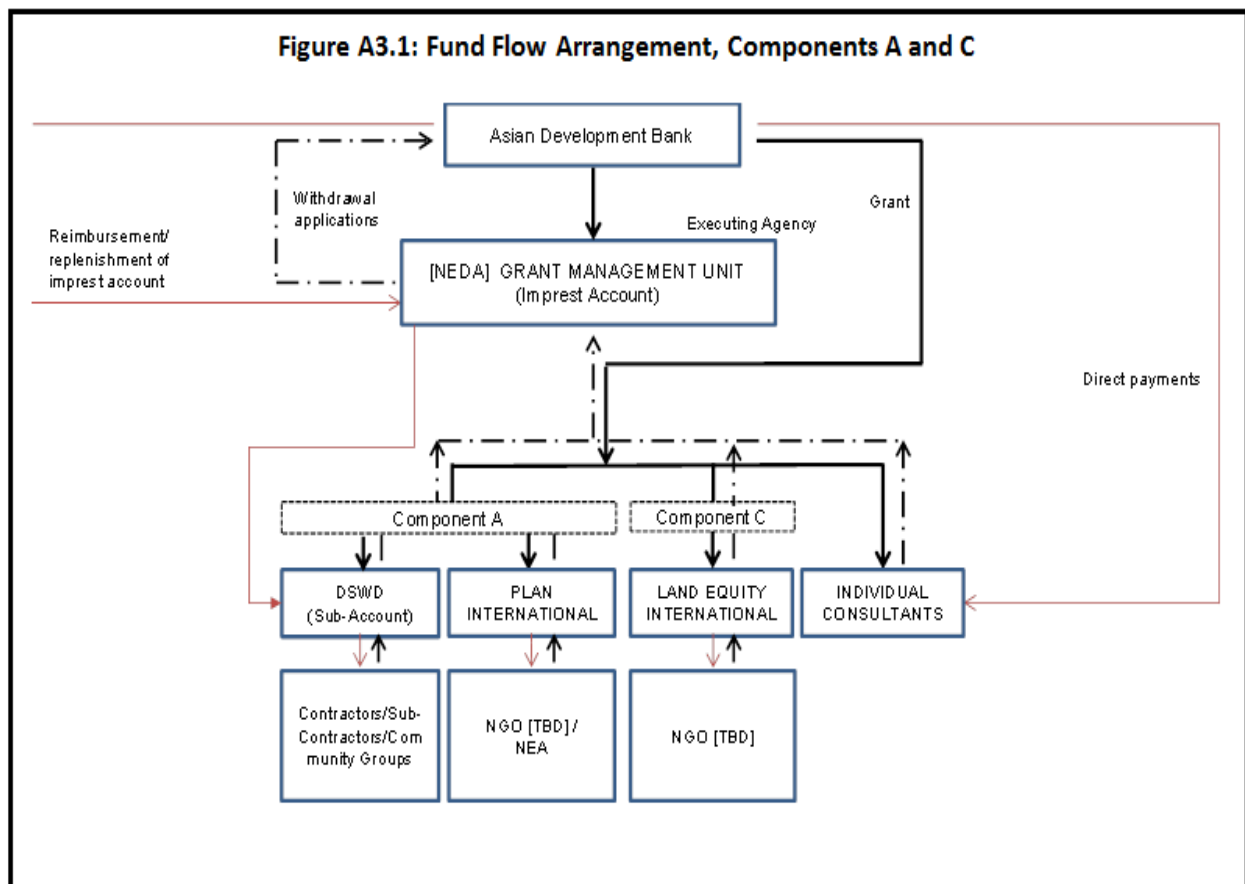 Figure A3.1: Fund Flow Arrangement, Components A and C
Asian Development Bank
Withdrawal
applications
Grant
Executing Agency
Reimbursement/
replenishment of
imprest account
[NEDA] GRANT MANAGEMENT UNIT
(Imprest Account)
Direct payments
Component A
Component C
DSWD
(Sub-Account)
PLAN
INTERNATIONAL
LAND EQUITY
INTERNATIONAL
INDIVIDUAL
CONSULTANTS
Contractors/Sub-
Contractors/Com
munity Groups
NGO [TBD] /
NEA
NGO [TBD]